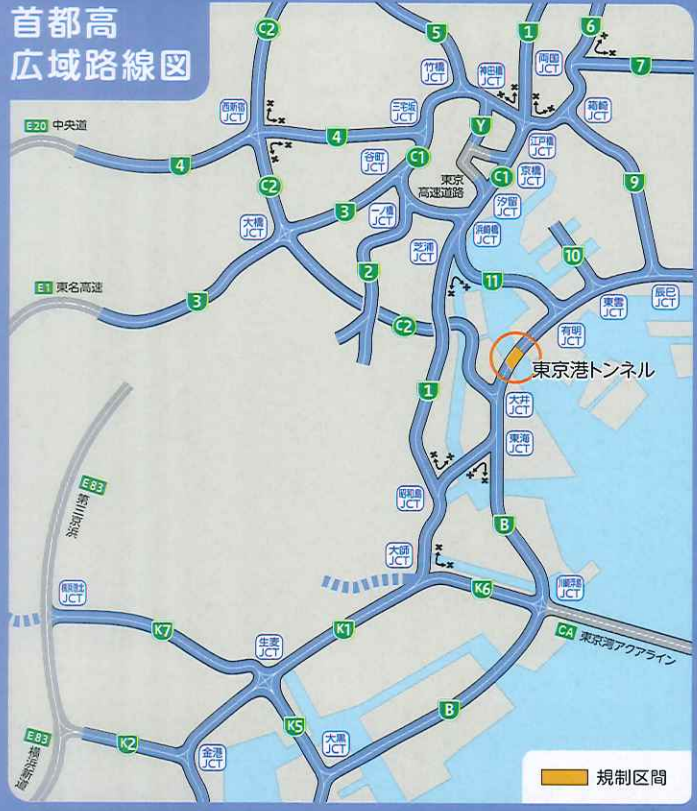 首都高
広域路線図
C2
5
1
6
7
竹橋
JCT
神田橋
JCT
両国
JCT
西新宿
JCT
三宅坂
JCT
箱崎
JCT
E20 中央道
4
4
Y
江戸橋
JCT
谷町
JCT
C1
C1
京橋
JCT
東京
高速道路
9
C2
3
一ノ橋
JCT
汐留
JCT
大橋
JCT
浜崎橋
JCT
芝浦
JCT
2
11
10
E1 東名高速
3
東雲
JCT
辰巳
JCT
C2
有明
JCT
東京港トンネル
1
大井
JCT
東海
JCT
E83
第三京浜
昭和島
JCT
B
大師
JCT
川崎浮島
JCT
K6
横浜港北
JCT
K7
K1
CA 東京湾アクアライン
生麦
JCT
B
E83
横浜新道
K2
K5
金港
JCT
大黒
JCT
規制区間